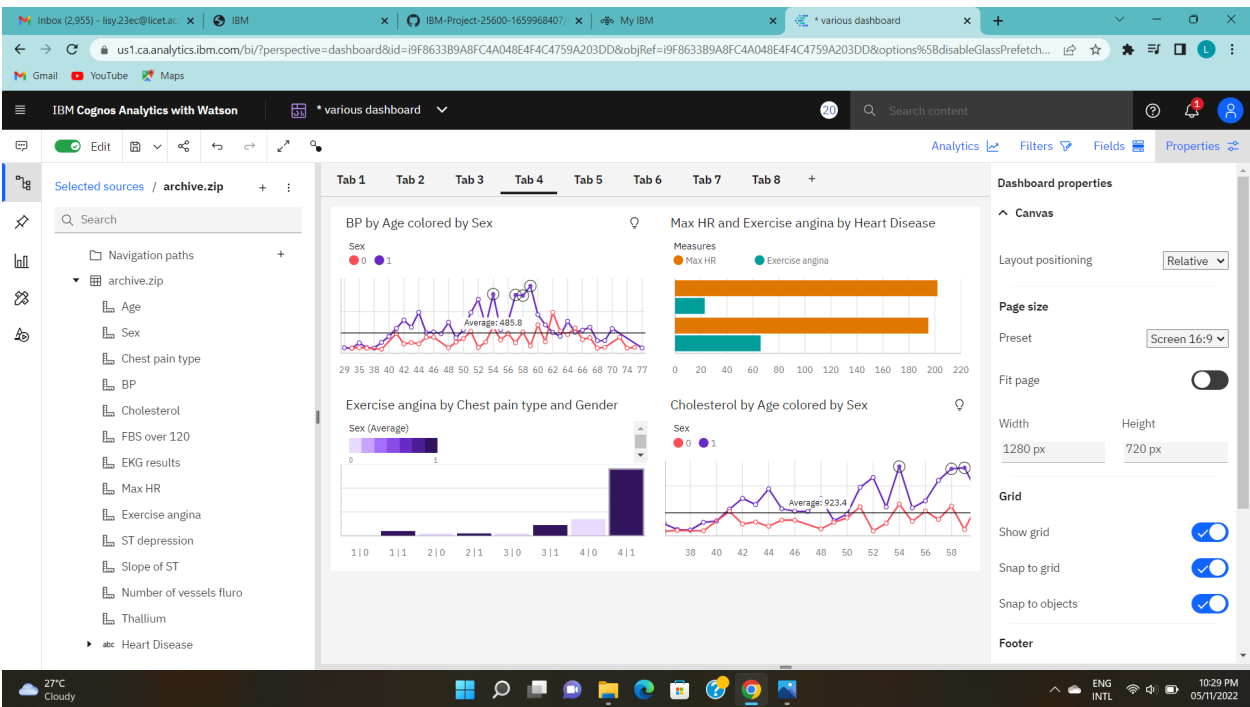 Inbox (2,955) - lisy.23ec@licet.ac
IBM
IBM-Project-25600-1659968407/
My IBM
* various dashboard
us1.ca.analytics.ibm.com/bi/?perspective=dashboard&id=i9F8633B9A8FC4A048E4F4C4759A203DD&objRef=i9F8633B9A8FC4A048E4F4C4759A203DD&options%5BdisableGlassPrefetch...
L
Gmail YouTube Maps
IBM Cognos Analytics with Watson
* various dashboard
20
Search content
1
Edit
Analytics Filters Fields Properties
Selected sources / archive.zip
Search
Navigation paths
archive.zip
Age
Sex
Chest pain type
BP
Cholesterol
FBS over 120
EKG results
Max HR
Exercise angina
ST depression
Slope of ST
Number of vessels fluro
Thallium
abc Heart Disease
Tab 1 Tab 2 Tab 3 Tab 4 Tab 5 Tab 6 Tab 7 Tab 8
BP by Age colored by Sex
Sex
0 1
Average: 485.8
29 35 38 40 42 44 46 48 50 52 54 56 58 60 62 64 66 68 70 74 77
Max HR and Exercise angina by Heart Disease
Measures
Max HR Exercise angina
0 20 40 60 80 100 120 140 160 180 200 220
Exercise angina by Chest pain type and Gender
Sex (Average)
0 1
1|0 1|1 2|0 2|1 3|0 3|1 4|0 4|1
Cholesterol by Age colored by Sex
Sex
0 1
Average: 923.4
38 40 42 44 46 48 50 52 54 56 58
Dashboard properties
Canvas
Layout positioning
Relative
Page size
Preset
Screen 16:9
Fit page
Width Height
1280 px 720 px
Grid
Show grid
Snap to grid
Snap to objects
Footer
27°C
Cloudy
ENG
INTL
10:29 PM
05/11/2022